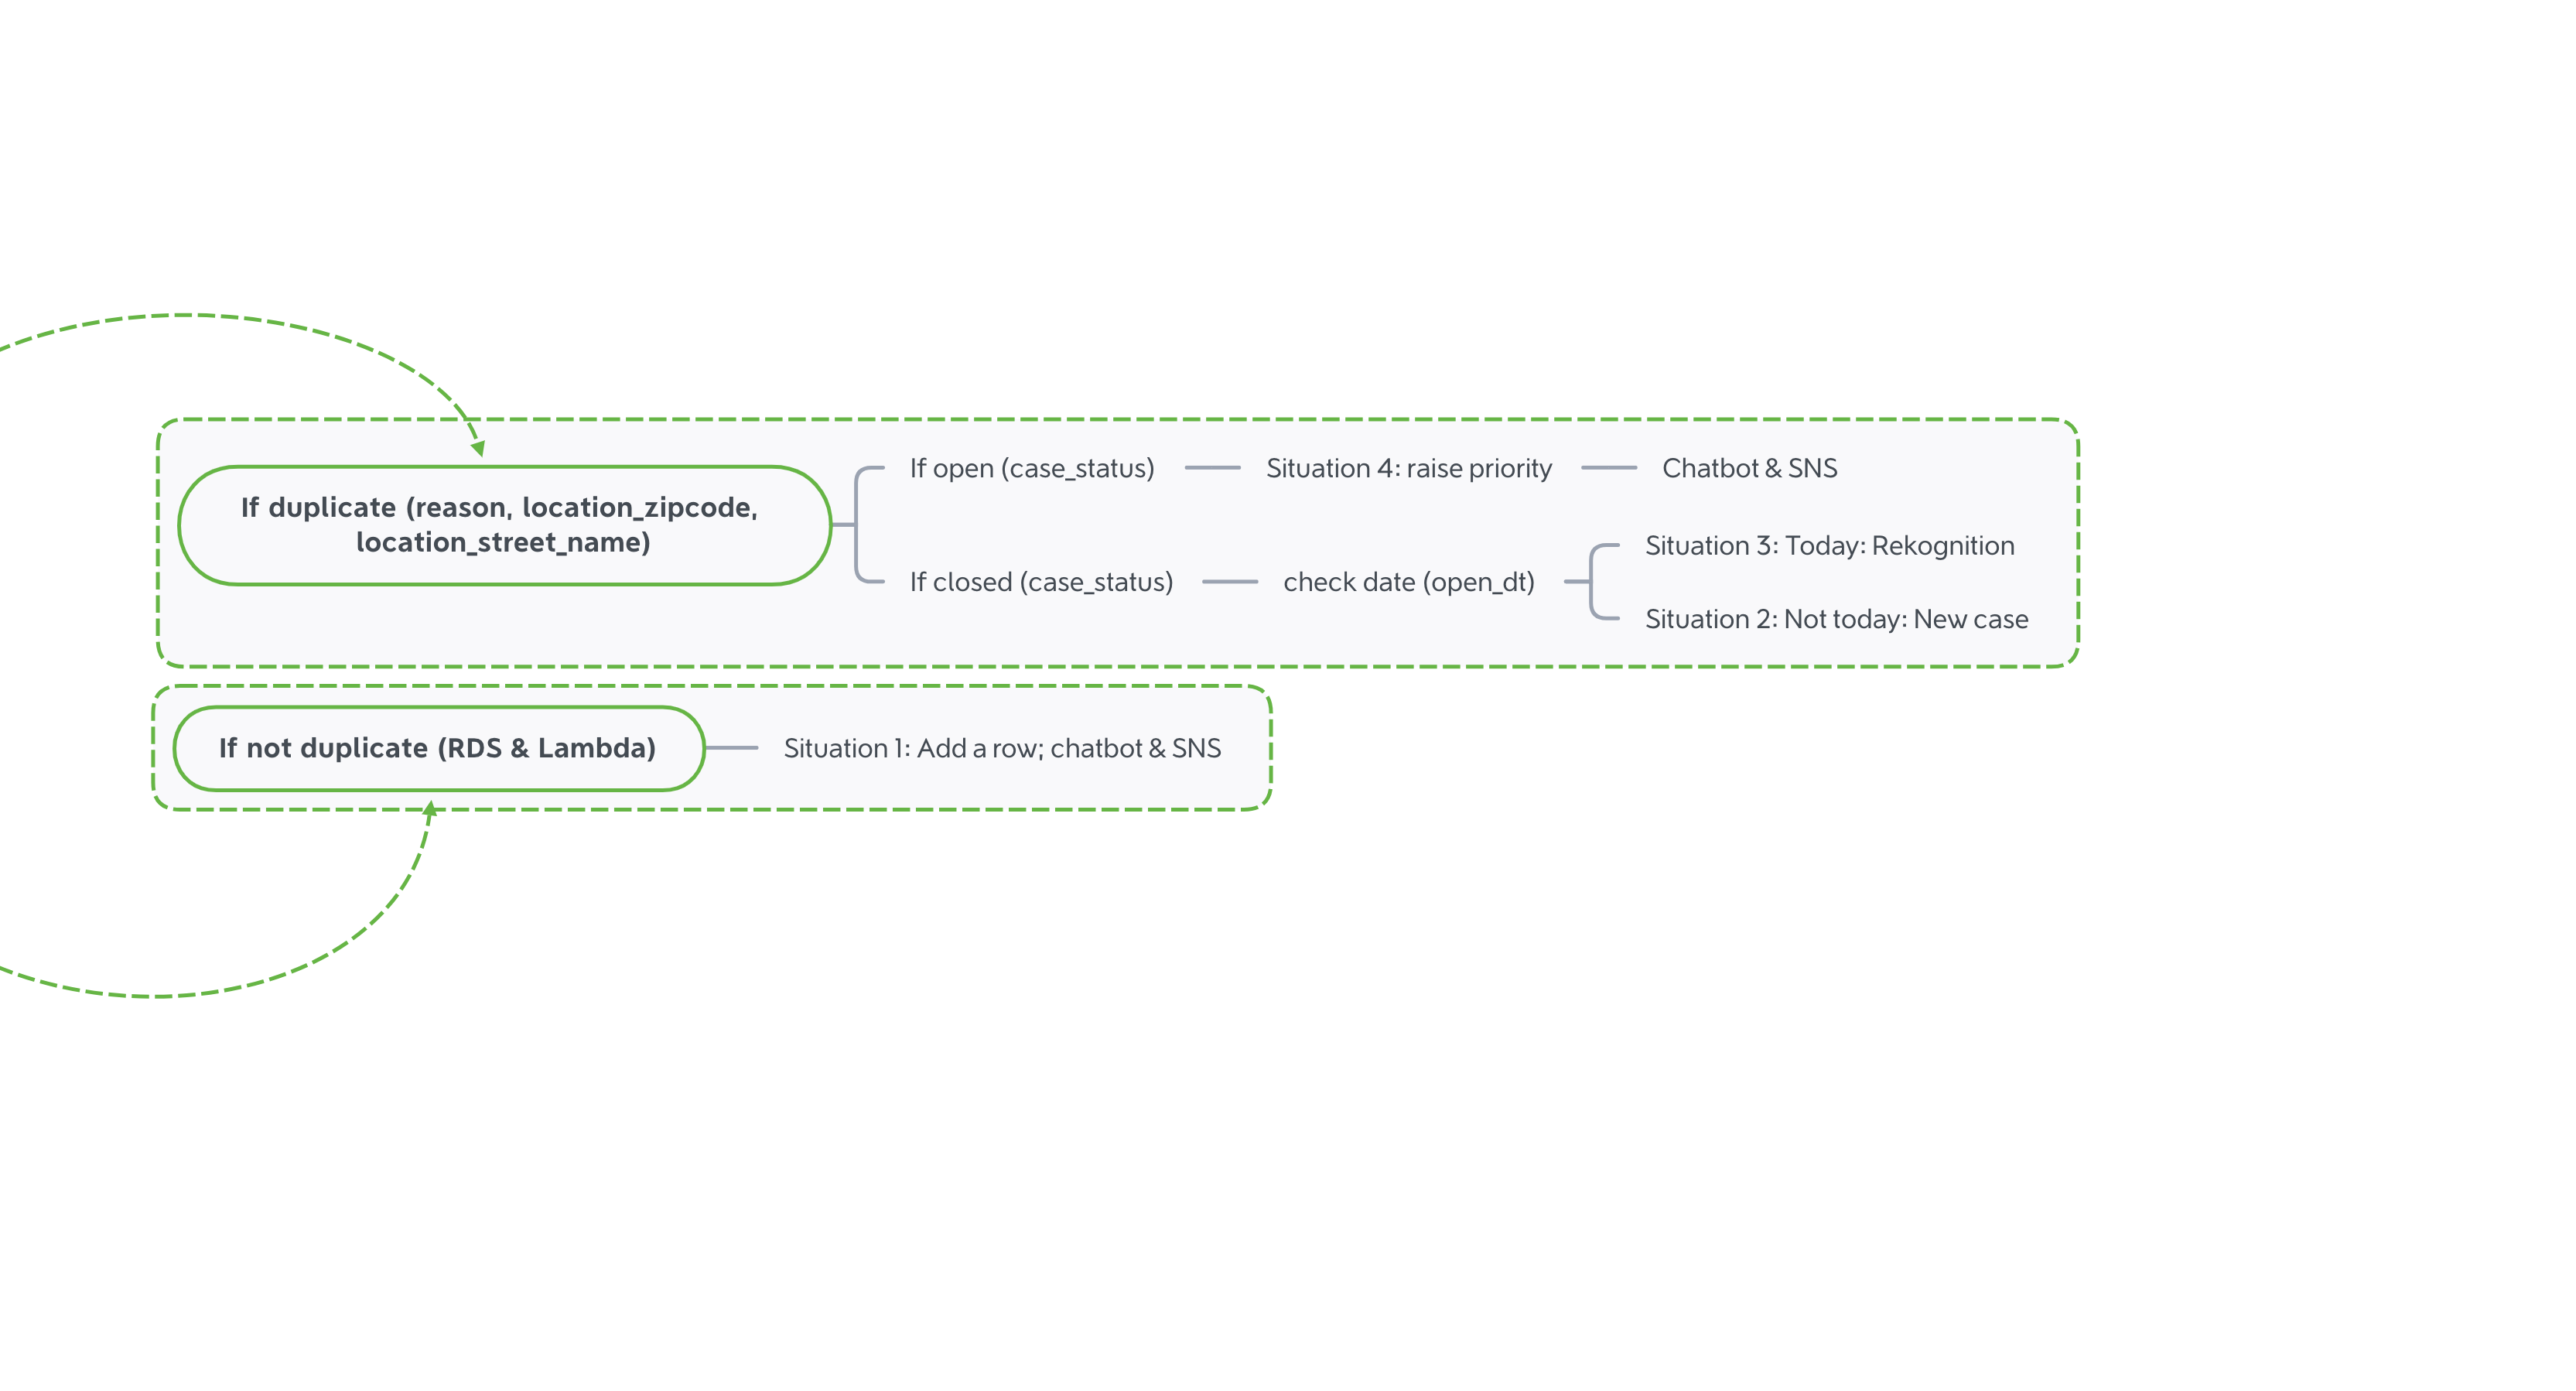 If duplicate (reason, location_zipcode,
location_street_name)
If open (case_status)
Situation 4: raise priority
Chatbot & SNS
If closed (case_status)
check date (open_dt)
Situation 3: Today: Rekognition
Situation 2: Not today: New case
If not duplicate (RDS & Lambda)
Situation 1: Add a row; chatbot & SNS